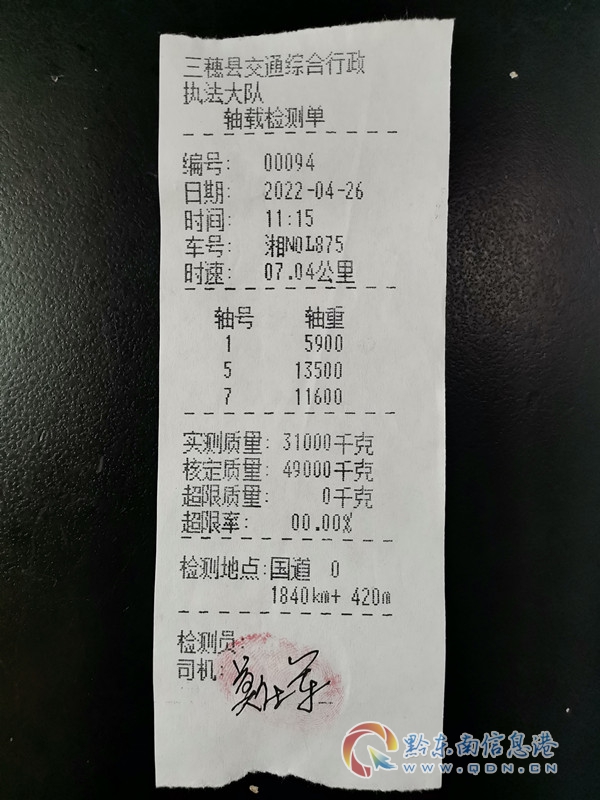 三穗县交通综合行政
执法大队
轴载检测单
编号： 00094
日期： 2022-04-26
时间： 11:15
车号： 湘N0L875
时速： 07.04公里
轴号 轴重
1 5900
5 13500
7 11600
实测质量： 31000千克
核定质量： 49000千克
超限质量： 0千克
超限率： 00.00%
检测地点：国道 0
1840km+ 420m
检测员：
司机：
黔东南信息港
WWW.QDN.CN